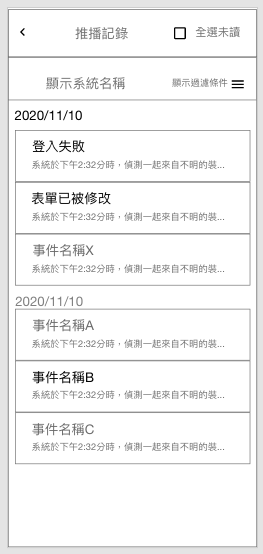 推播記錄
全選未讀
顯示系統名稱
顯示過濾條件
2020/11/10
登入失敗
系統於下午2:32分時，偵測一起來自不明的裝...
表單已被修改
系統於下午2:32分時，偵測一起來自不明的裝...
事件名稱X
系統於下午2:32分時，偵測一起來自不明的裝...
2020/11/10
事件名稱A
系統於下午2:32分時，偵測一起來自不明的裝...
事件名稱B
系統於下午2:32分時，偵測一起來自不明的裝...
事件名稱C
系統於下午2:32分時，偵測一起來自不明的裝...